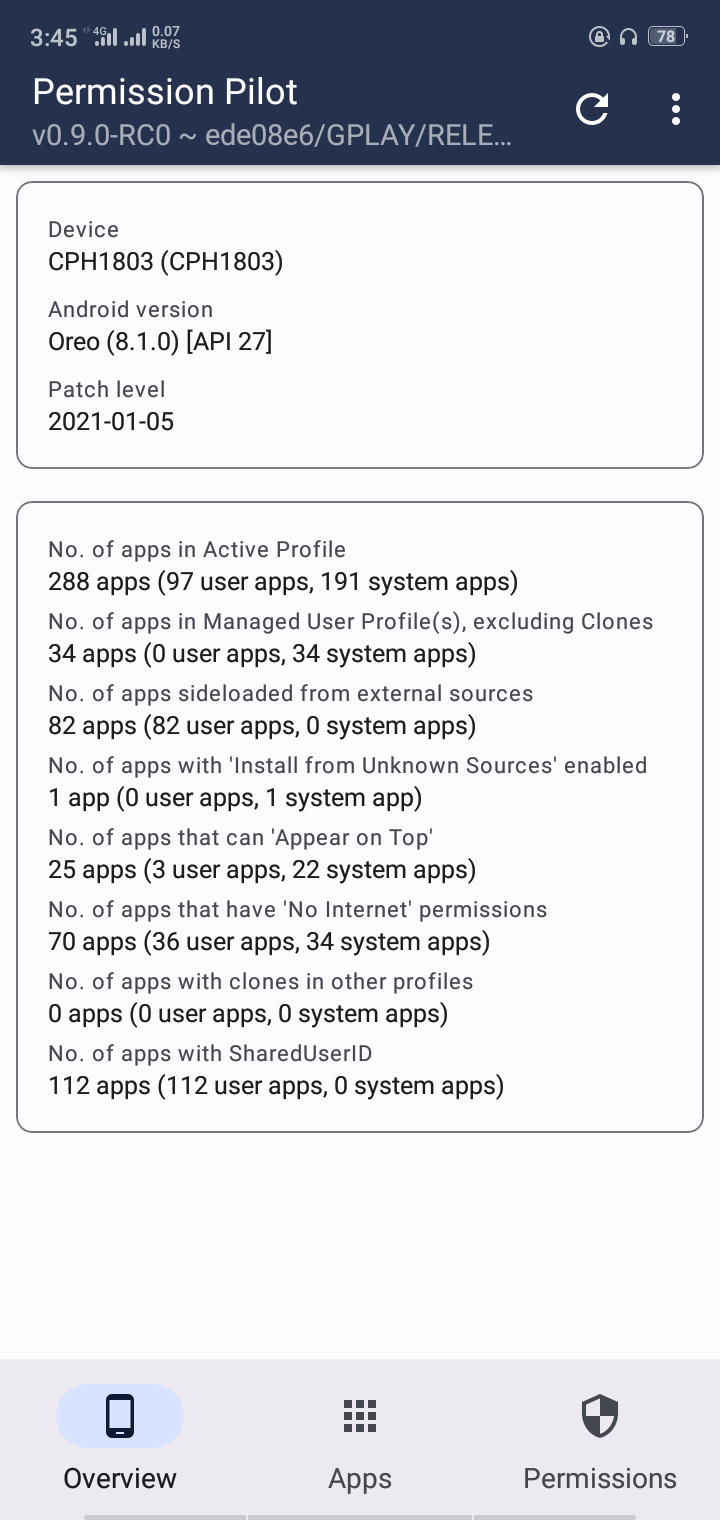 3:45 4G 0.07 KB/S 78
Permission Pilot
v0.9.0-RC0 ~ ede08e6/GPLAY/RELE...
Device
CPH1803 (CPH1803)
Android version
Oreo (8.1.0) [API 27]
Patch level
2021-01-05
No. of apps in Active Profile
288 apps (97 user apps, 191 system apps)
No. of apps in Managed User Profile(s), excluding Clones
34 apps (0 user apps, 34 system apps)
No. of apps sideloaded from external sources
82 apps (82 user apps, 0 system apps)
No. of apps with 'Install from Unknown Sources' enabled
1 app (0 user apps, 1 system app)
No. of apps that can 'Appear on Top'
25 apps (3 user apps, 22 system apps)
No. of apps that have 'No Internet' permissions
70 apps (36 user apps, 34 system apps)
No. of apps with clones in other profiles
0 apps (0 user apps, 0 system apps)
No. of apps with SharedUserID
112 apps (112 user apps, 0 system apps)
Overview Apps Permissions